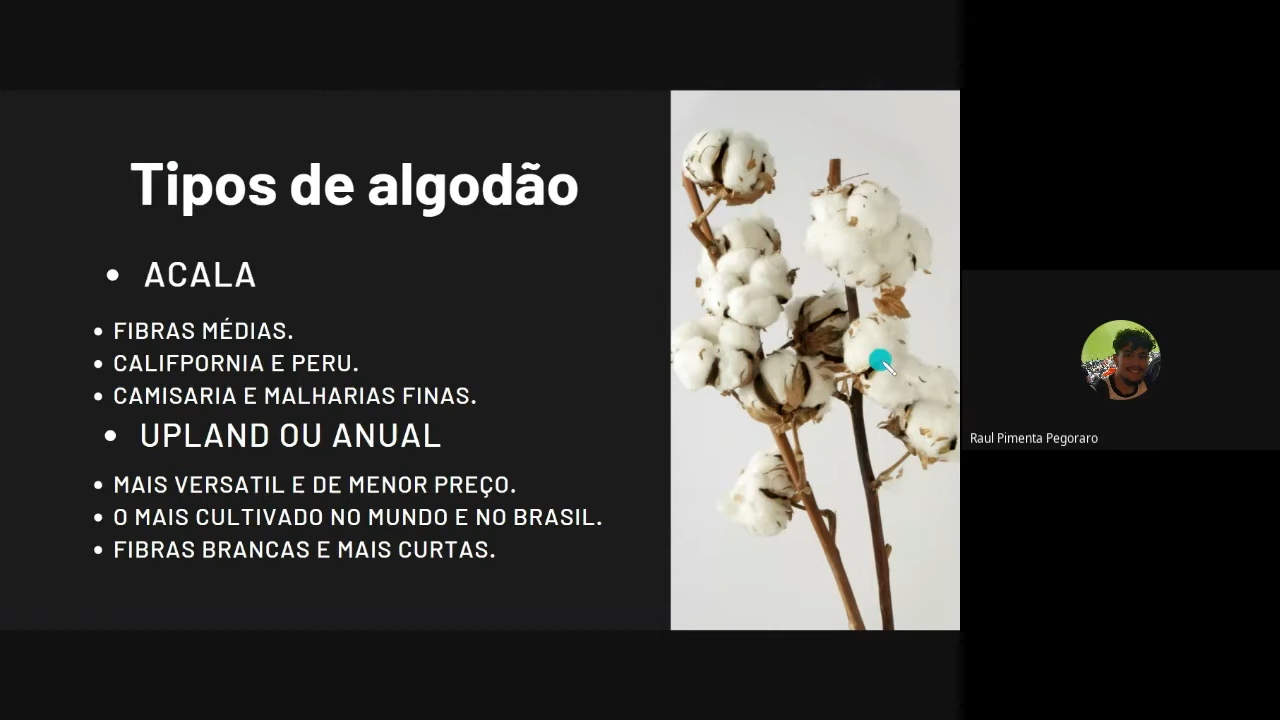 Tipos de algodão
• ACALA
• FIBRAS MÉDIAS.
• CALIFPORNIA E PERU.
• CAMISARIA E MALHARIAS FINAS.
• UPLAND OU ANUAL
• MAIS VERSATIL E DE MENOR PREÇO.
• O MAIS CULTIVADO NO MUNDO E NO BRASIL.
• FIBRAS BRANCAS E MAIS CURTAS.
Raul Pimenta Pegoraro